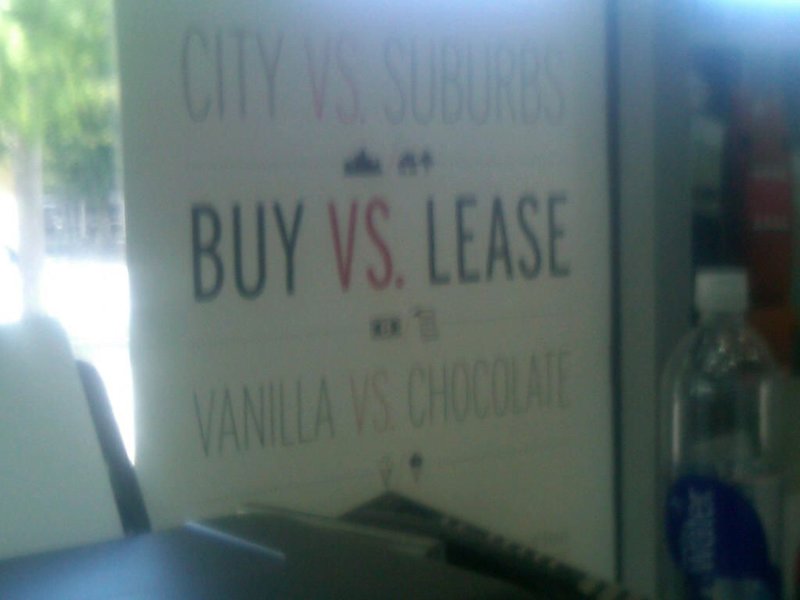 CITY VS. SUBURBS
BUY VS. LEASE
VANILLA VS. CHOCOLATE